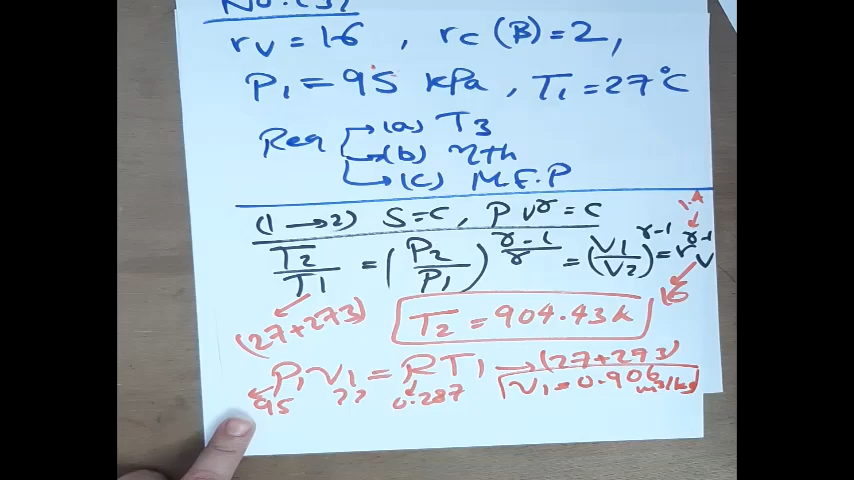 No. (3)
rv = 16 , rc (B) = 2 ,
P1 = 95 kPa , T1 = 27°C
Req → (a) T3
→ (b) ηth
→ (c) M.E.P
(1 → 2) S = C , P v^γ = C
T2/T1 = (P2/P1)^(γ-1/γ) = (V1/V2)^(γ-1) = rv^(γ-1)
1.4
16
(27+273)
T2 = 904.43 k
P1 V1 = R T1 → (27+273)
95 ?? 0.287 V1 = 0.906 m3/kg